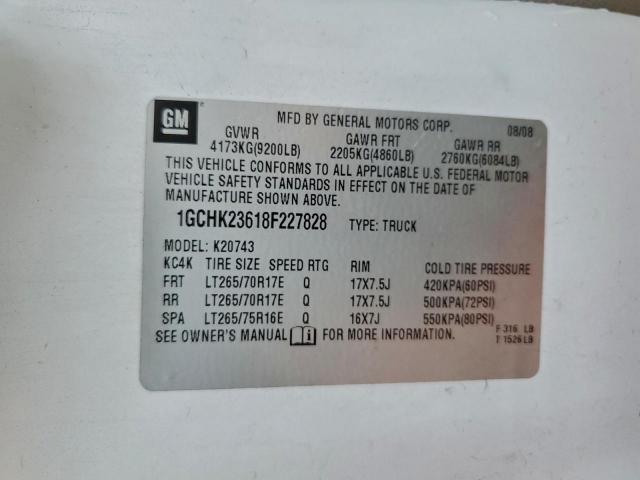 GM
MFD BY GENERAL MOTORS CORP. 08/08
GVWR GAWR FRT GAWR RR
4173KG(9200LB) 2205KG(4860LB) 2760KG(6084LB)
THIS VEHICLE CONFORMS TO ALL APPLICABLE U.S. FEDERAL MOTOR
VEHICLE SAFETY STANDARDS IN EFFECT ON THE DATE OF
MANUFACTURE SHOWN ABOVE.
1GCHK23618F227828 TYPE: TRUCK
MODEL: K20743
KC4K TIRE SIZE SPEED RTG RIM COLD TIRE PRESSURE
FRT LT265/70R17E Q 17X7.5J 420KPA(60PSI)
RR LT265/70R17E Q 17X7.5J 500KPA(72PSI)
SPA LT265/75R16E Q 16X7J 550KPA(80PSI)
SEE OWNER'S MANUAL FOR MORE INFORMATION. F 316 LB
T 1526 LB